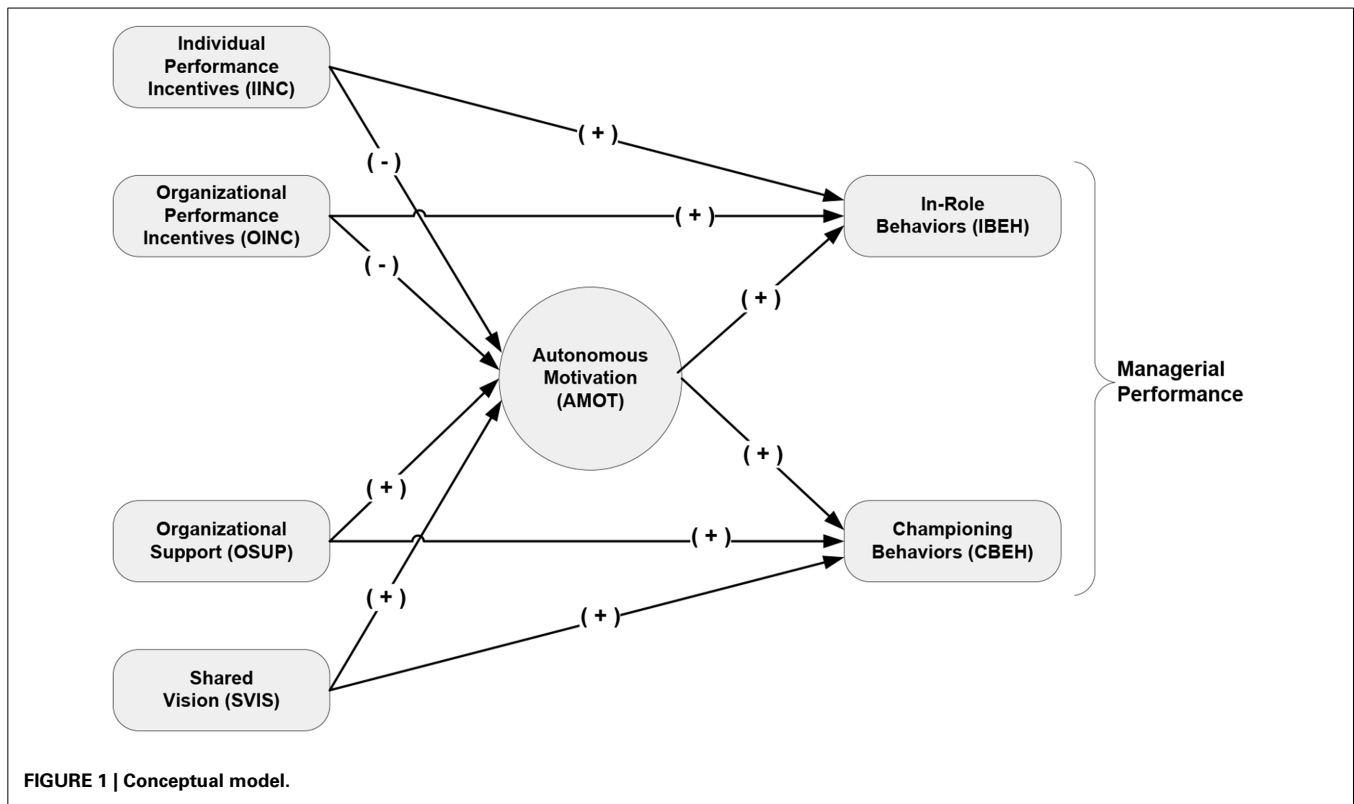 Individual
Performance
Incentives (IINC)
( + )
( - )
Organizational
Performance
Incentives (OINC)
( + )
In-Role
Behaviors (IBEH)
( - )
( + )
Autonomous
Motivation
(AMOT)
Managerial
Performance
( + )
( + )
Organizational
Support (OSUP)
( + )
Championing
Behaviors (CBEH)
( + )
( + )
Shared
Vision (SVIS)
FIGURE 1 | Conceptual model.